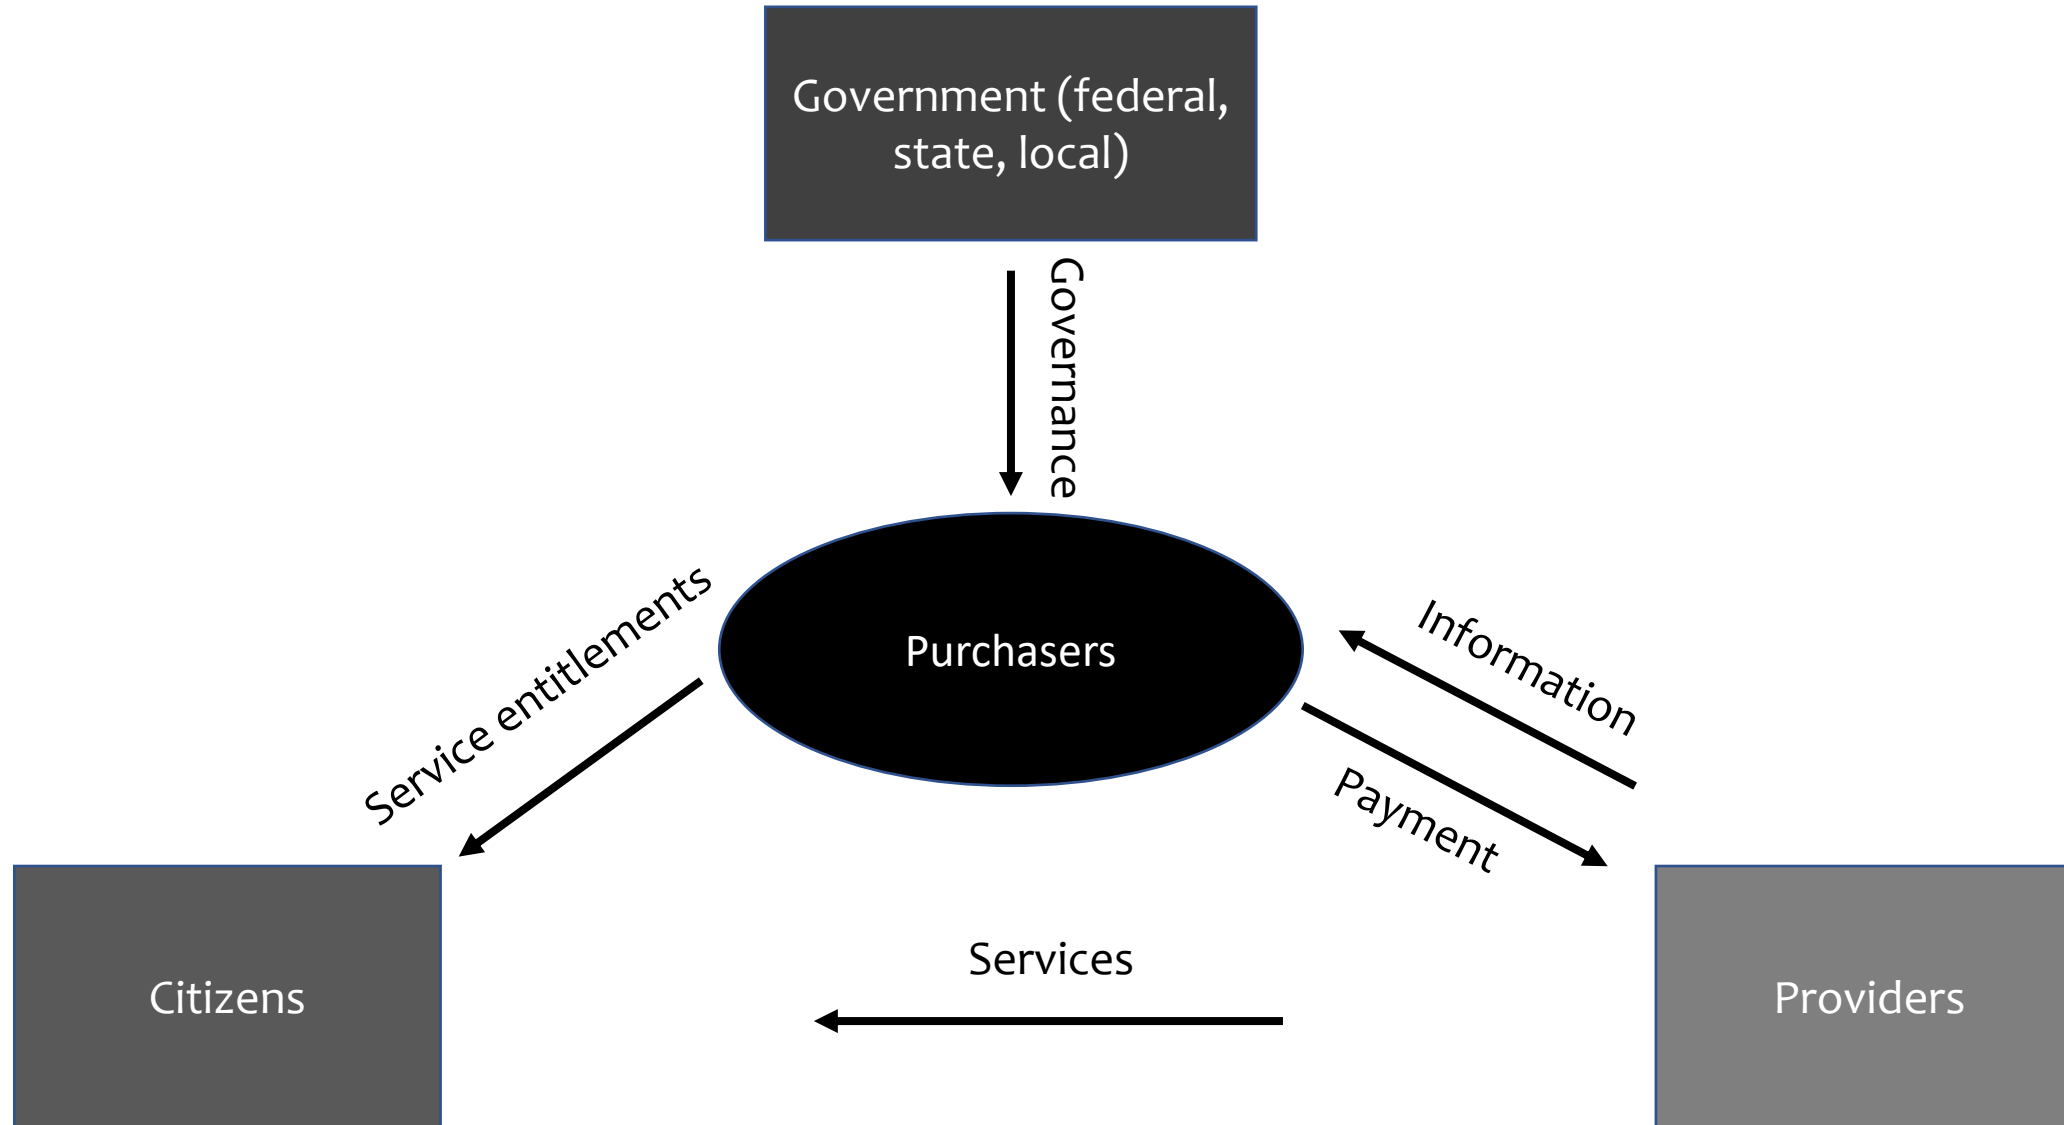 Government (federal,
state, local)
Governance
Purchasers
Service entitlements
Information
Payment
Services
Citizens
Providers